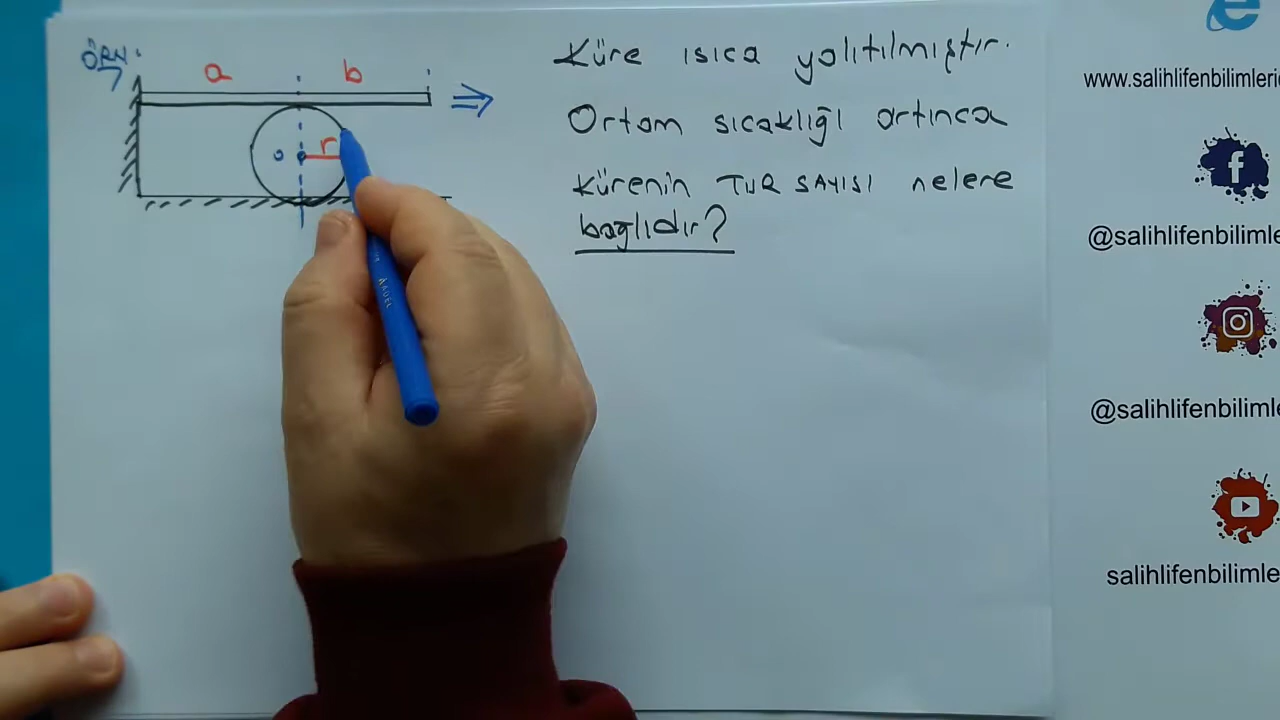 ÖRN:
a
b
r
o
Küre ısıca yalıtılmıştır.
Ortam sıcaklığı artınca
kürenin TUR SAYISI nelere
bağlıdır?
www.salihlifenbilimleri
@salihlifenbilimle
@salihlifenbilimle
salihlifenbilimle